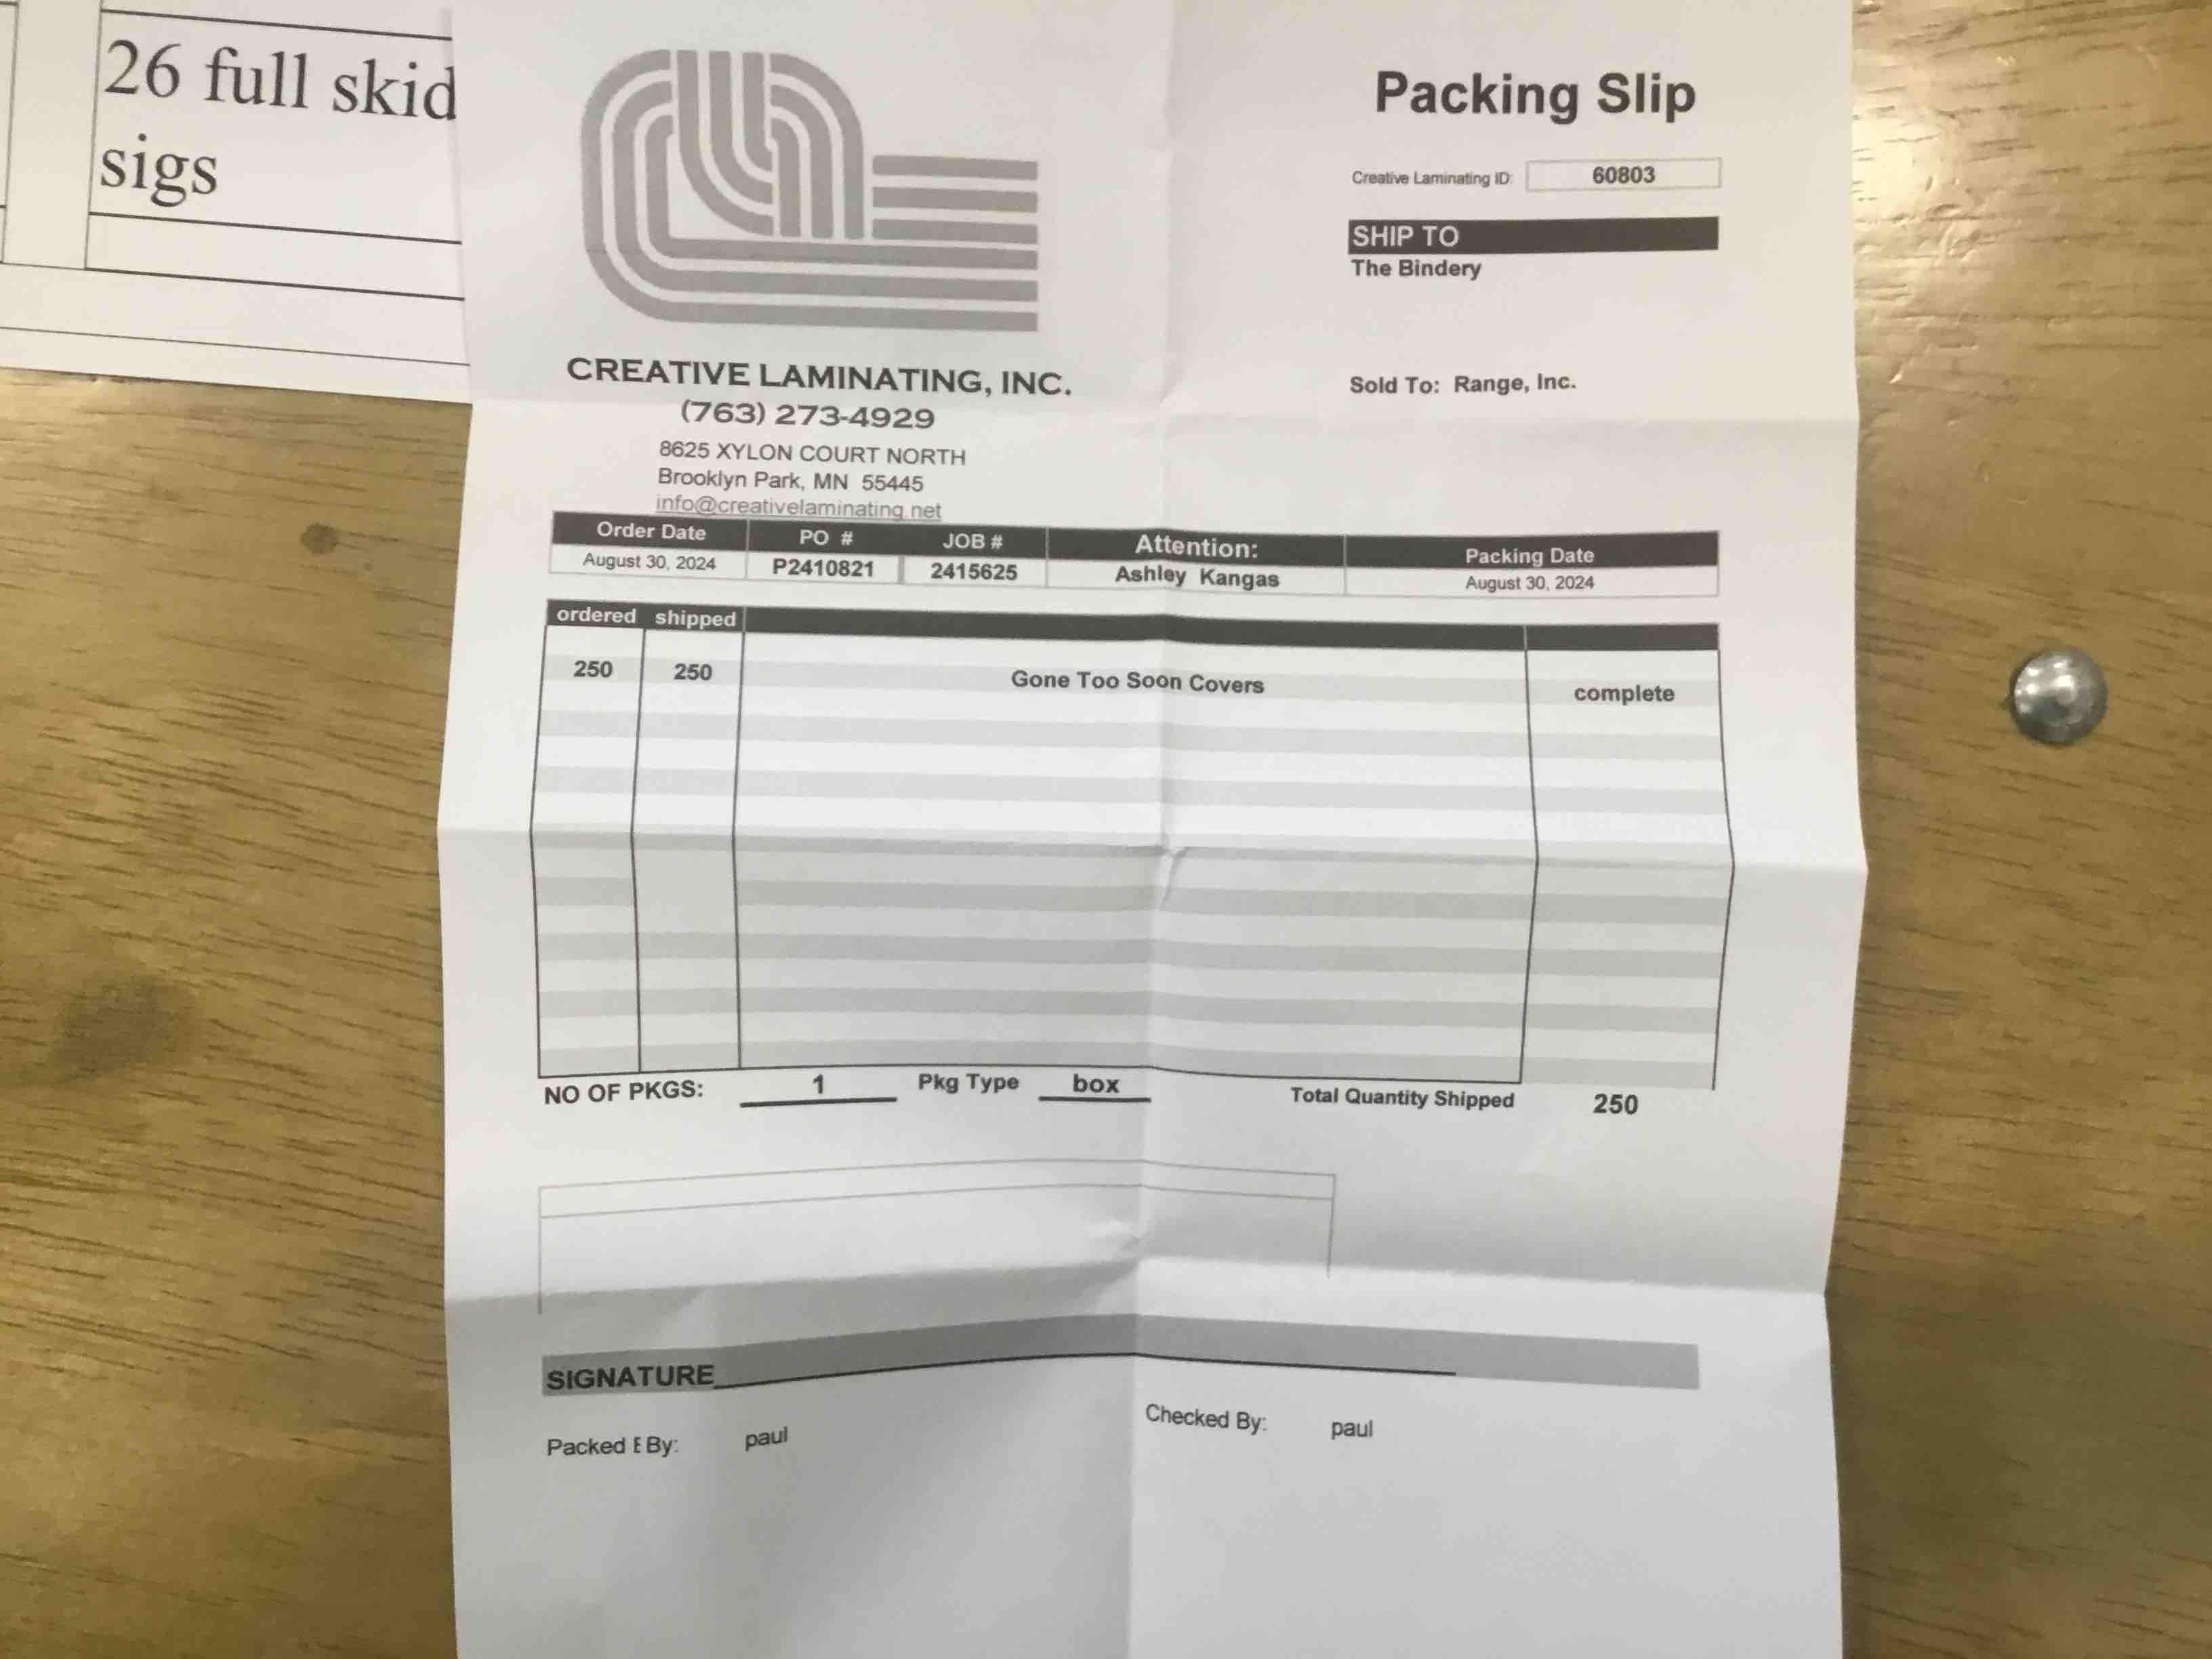 26 full skid
sigs
Packing Slip
Creative Laminating ID: 60803
SHIP TO
The Bindery
CREATIVE LAMINATING, INC.
(763) 273-4929
8625 XYLON COURT NORTH
Brooklyn Park, MN 55445
info@creativelaminating.net
Sold To: Range, Inc.
Order Date PO # JOB # Attention: Packing Date
August 30, 2024 P2410821 2415625 Ashley Kangas August 30, 2024
ordered shipped
250 250 Gone Too Soon Covers complete
NO OF PKGS: 1 Pkg Type box Total Quantity Shipped 250
SIGNATURE
Packed E By: paul Checked By: paul